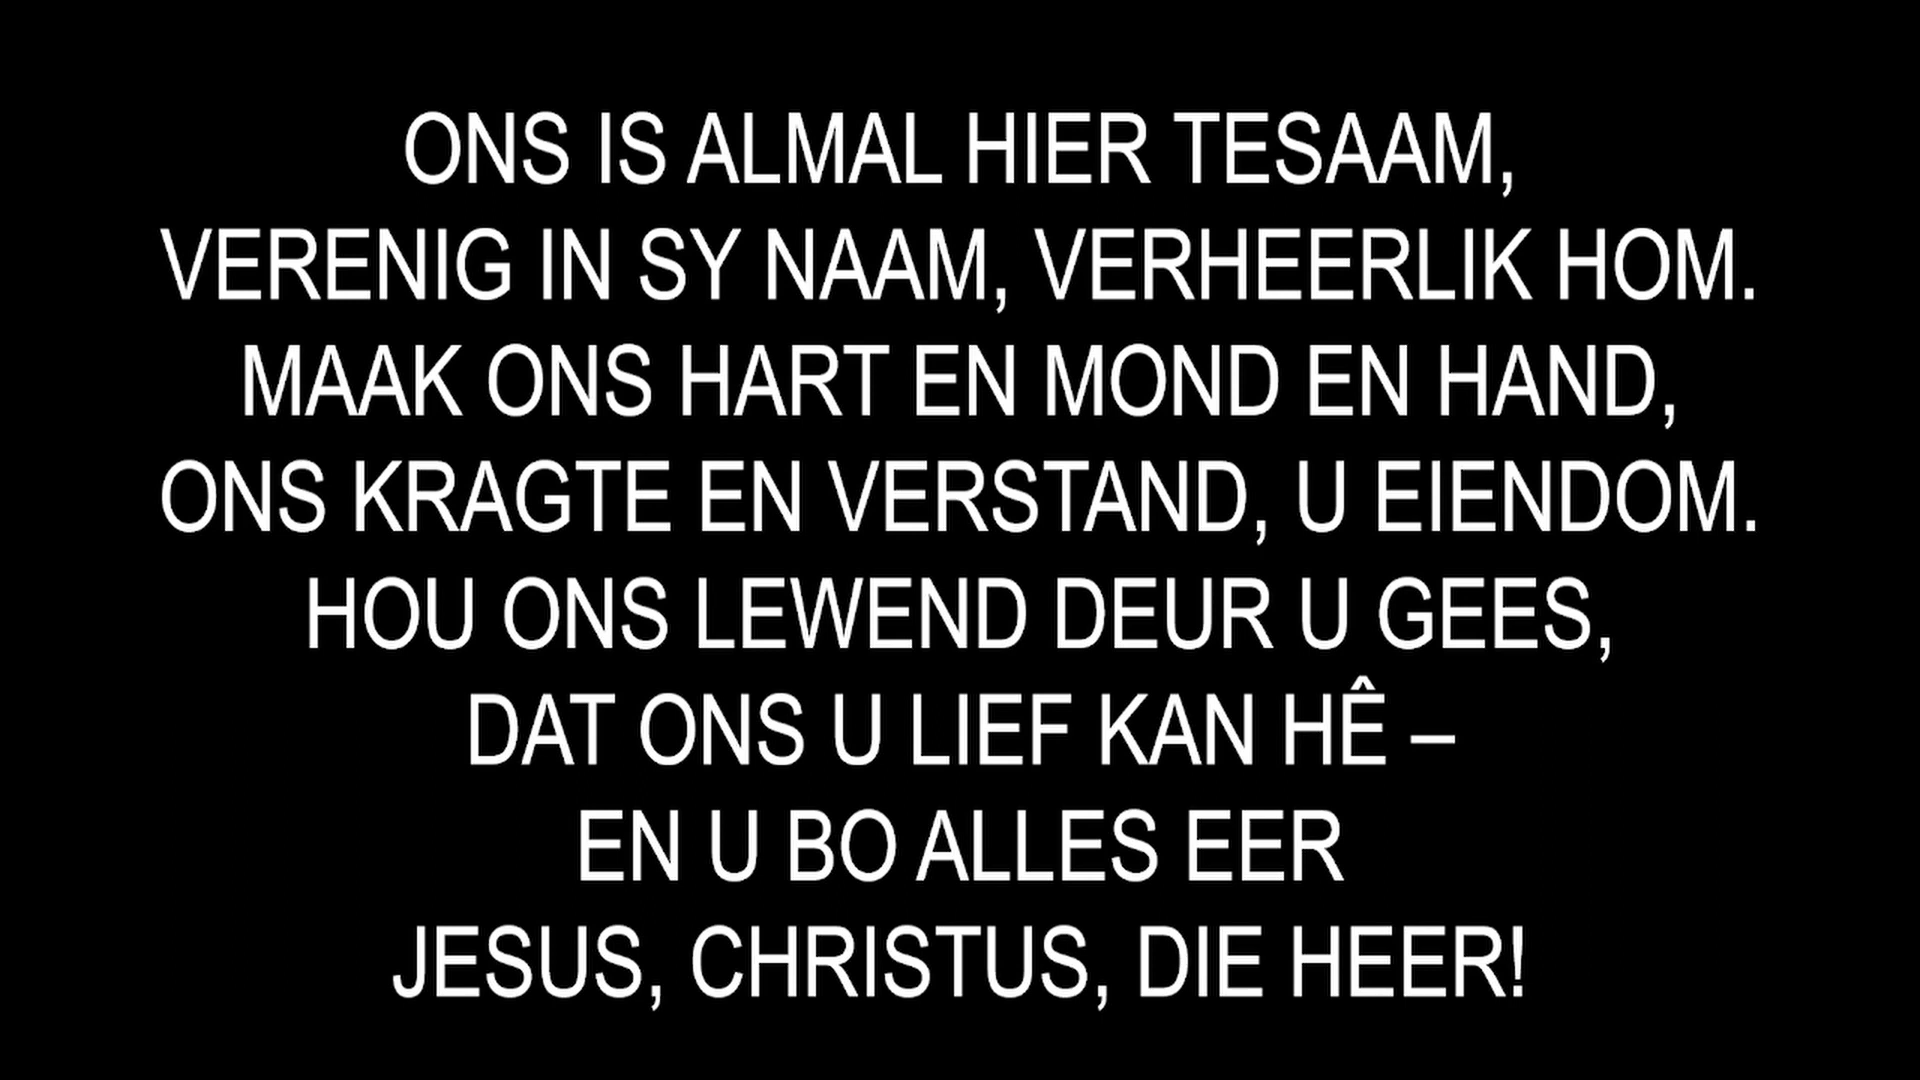 ONS IS ALMAL HIER TESAAM,
VERENIG IN SY NAAM, VERHEERLIK HOM.
MAAK ONS HART EN MOND EN HAND,
ONS KRAGTE EN VERSTAND, U EIENDOM.
HOU ONS LEWEND DEUR U GEES,
DAT ONS U LIEF KAN HÊ –
EN U BO ALLES EER
JESUS, CHRISTUS, DIE HEER!